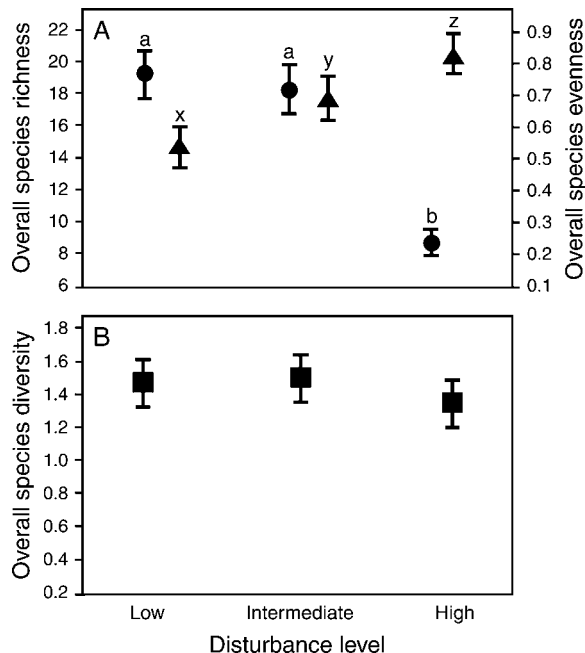 A
Overall species richness
22
20
18
16
14
12
10
8
6
a
x
a
y
z
b
0.9
0.8
0.7
0.6
0.5
0.4
0.3
0.2
0.1
Overall species evenness
B
Overall species diversity
1.8
1.6
1.4
1.2
1.0
0.8
0.6
0.4
0.2
Low Intermediate High
Disturbance level